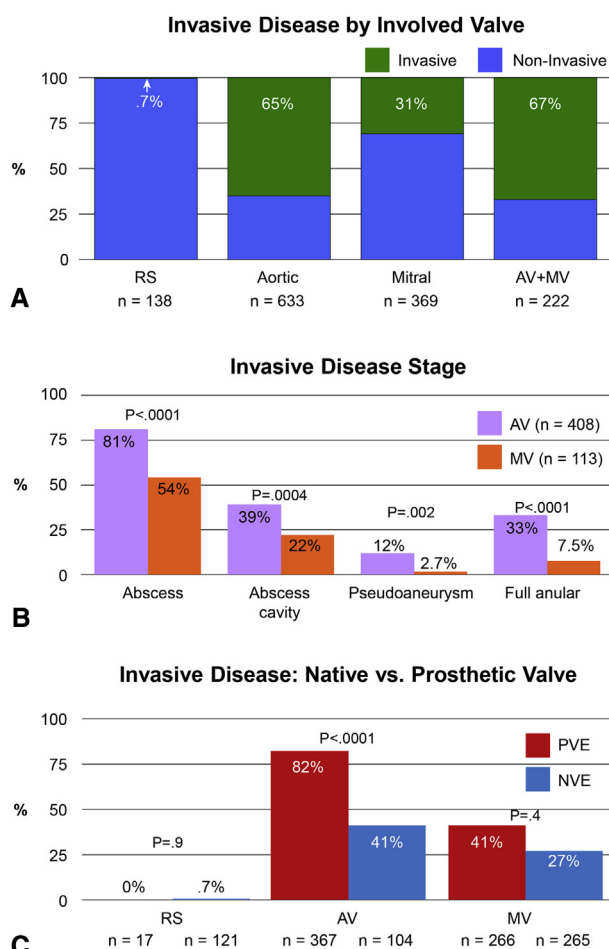 Invasive Disease by Involved Valve
Invasive Non-Invasive
100
75
50
25
0
%
.7% 65% 31% 67%
RS Aortic Mitral AV+MV
n = 138 n = 633 n = 369 n = 222
A
Invasive Disease Stage
100
75
50
25
0
%
AV (n = 408)
MV (n = 113)
P<.0001 P=.0004 P=.002 P<.0001
81% 54% 39% 22% 12% 2.7% 33% 7.5%
Abscess Abscess Pseudoaneurysm Full anular
cavity
B
Invasive Disease: Native vs. Prosthetic Valve
100
75
50
25
0
%
PVE
NVE
P=.9 P<.0001 P=.4
0% .7% 82% 41% 41% 27%
RS AV MV
n = 17 n = 121 n = 367 n = 104 n = 266 n = 265
C